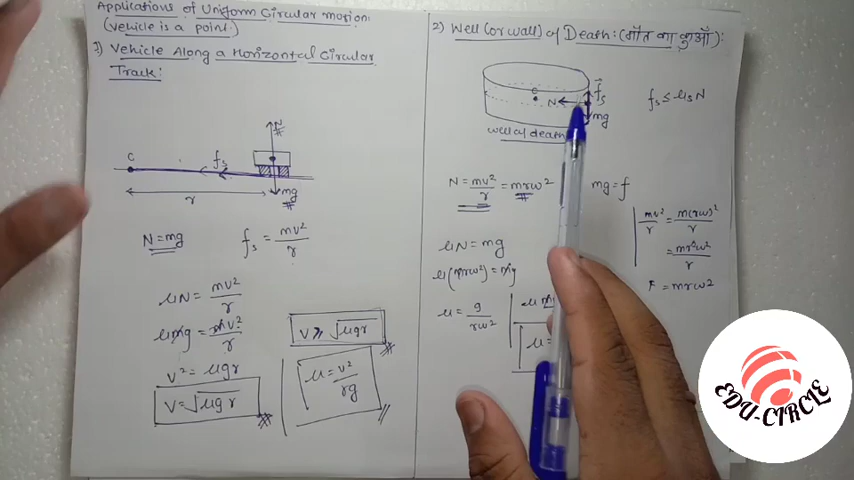 Applications of Uniform Circular motion:
(vehicle is a point)
1) Vehicle Along a Horizontal Circular
Track:
N
C
fs
mg
r
N=mg
fs = mv²/r
μN = mv²/r
μmg = mv²/r
v² = μgr
V = √μgr
V ≥ √μgr
μ = v²/rg
2) Well (or wall) of Death: (मौत का कुआँ):
c
N
fs
mg
well of death
fs ≤ μsN
N = mv²/r = mrω²
mg = f
μN = mg
μ(mrω²) = mg
μ = g/rω²
μ
μ =
mv²/r = m(rω)²/r
= mr²ω²/r
F = mrω²
EDU-CIRCLE